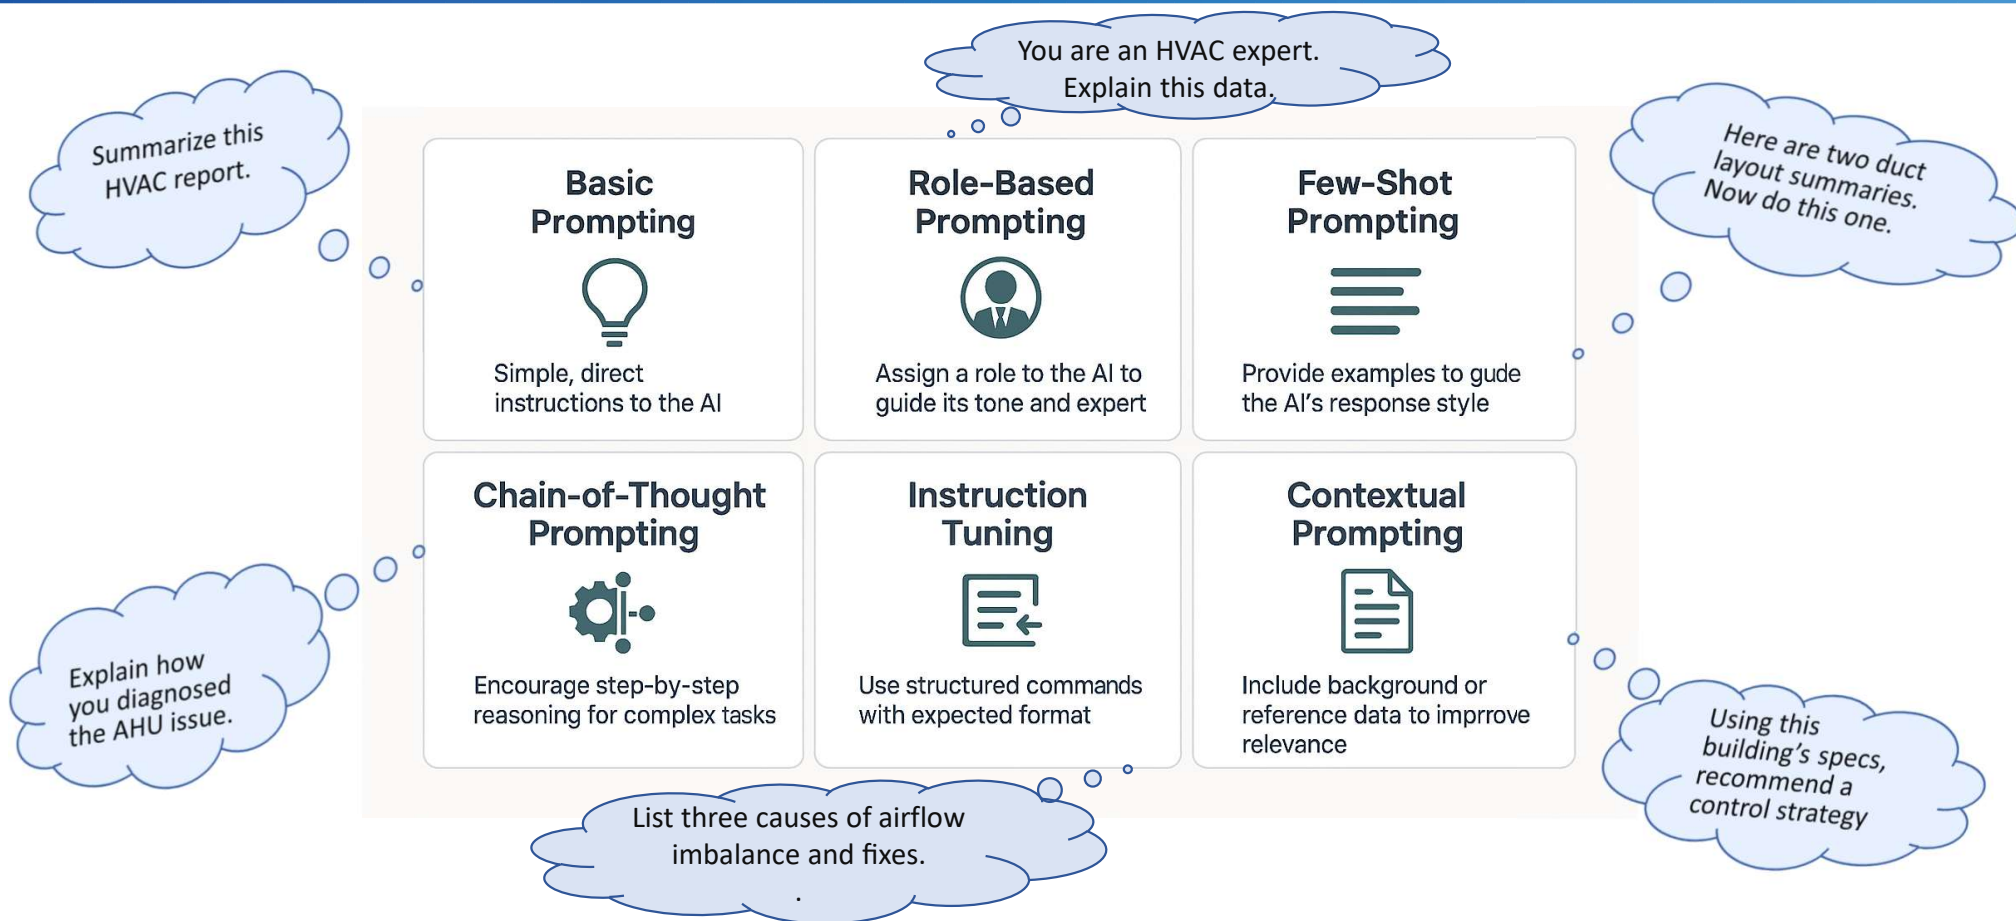 You are an HVAC expert.
Explain this data.
Summarize this
HVAC report.
Here are two duct
layout summaries.
Now do this one.
Basic
Prompting
Simple, direct
instructions to the AI
Role-Based
Prompting
Assign a role to the AI to
guide its tone and expert
Few-Shot
Prompting
Provide examples to gude
the AI's response style
Chain-of-Thought
Prompting
Encourage step-by-step
reasoning for complex tasks
Instruction
Tuning
Use structured commands
with expected format
Contextual
Prompting
Include background or
reference data to imprrove
relevance
Explain how
you diagnosed
the AHU issue.
List three causes of airflow
imbalance and fixes.
.
Using this
building's specs,
recommend a
control strategy